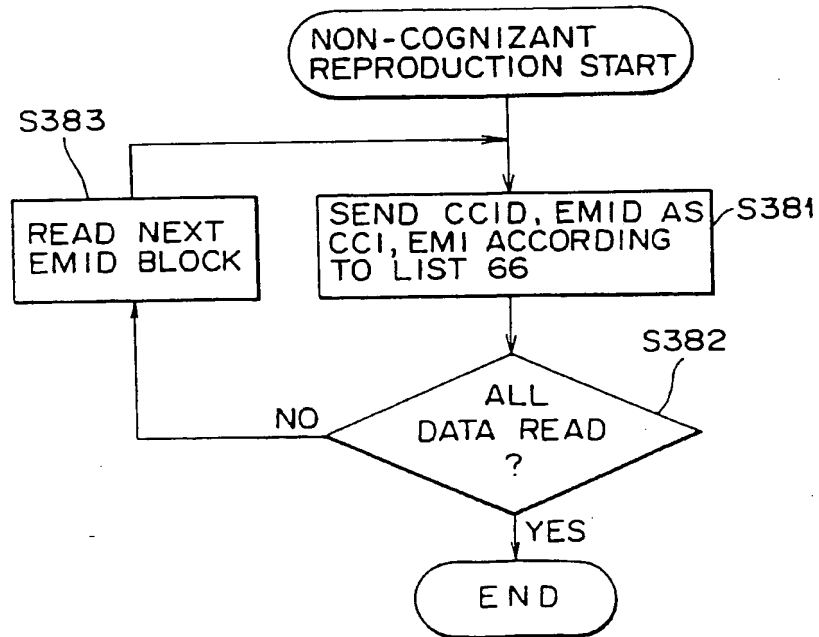 NON-COGNIZANT
REPRODUCTION START
S383
READ NEXT
EMID BLOCK
SEND CCID, EMID AS
CCI, EMI ACCORDING
TO LIST 66
S381
S382
ALL
DATA READ
?
NO
YES
END